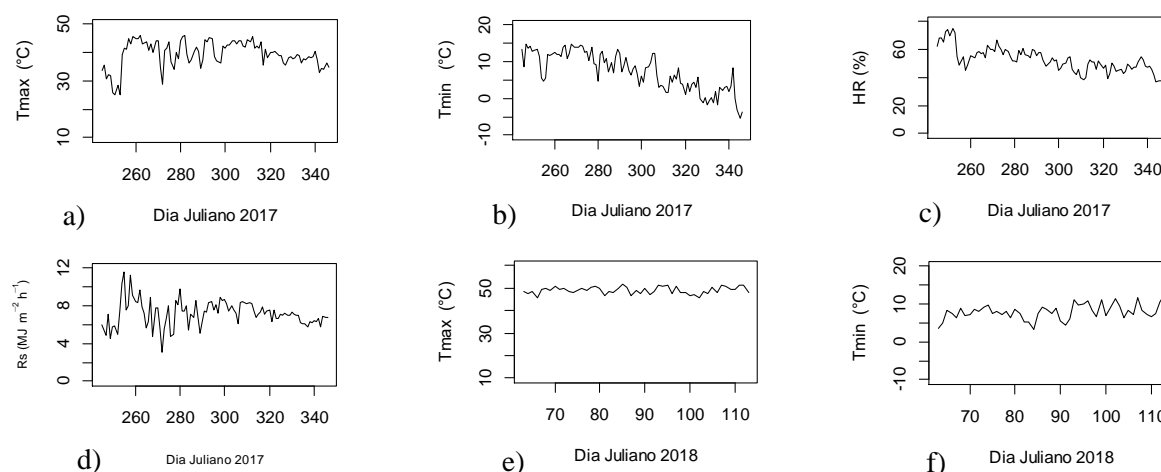 50
30
10
Tmax (°C)
260 280 300 320 340
Dia Juliano 2017
a)
20
10
0
-10
Tmin (°C)
260 280 300 320 340
Dia Juliano 2017
b)
60
20
0
HR (%)
260 280 300 320 340
Dia Juliano 2017
c)
12
8
4
0
Rs (MJ m⁻² h⁻¹)
260 280 300 320 340
Dia Juliano 2017
d)
50
30
10
Tmax (°C)
70 80 90 100 110
Dia Juliano 2018
e)
20
10
0
-10
Tmin (°C)
70 80 90 100 110
Dia Juliano 2018
f)